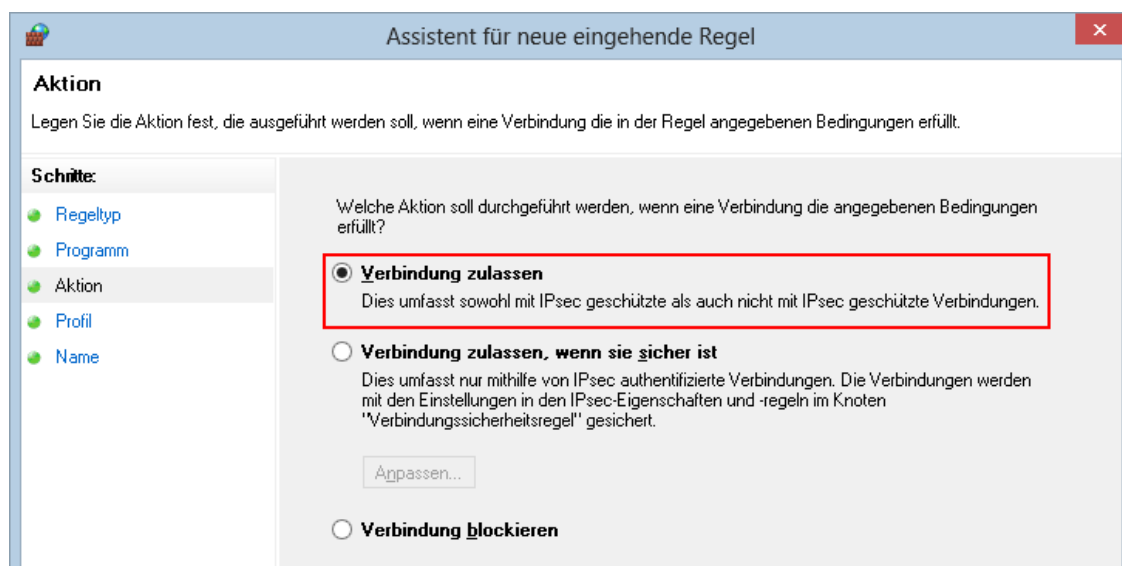 Assistent für neue eingehende Regel
Aktion
Legen Sie die Aktion fest, die ausgeführt werden soll, wenn eine Verbindung die in der Regel angegebenen Bedingungen erfüllt.
Schritte:
Regeltyp
Programm
Aktion
Profil
Name
Welche Aktion soll durchgeführt werden, wenn eine Verbindung die angegebenen Bedingungen
erfüllt?
Verbindung zulassen
Dies umfasst sowohl mit IPsec geschützte als auch nicht mit IPsec geschützte Verbindungen.
Verbindung zulassen, wenn sie sicher ist
Dies umfasst nur mithilfe von IPsec authentifizierte Verbindungen. Die Verbindungen werden
mit den Einstellungen in den IPsec-Eigenschaften und -regeln im Knoten
"Verbindungssicherheitsregel" gesichert.
Anpassen...
Verbindung blockieren